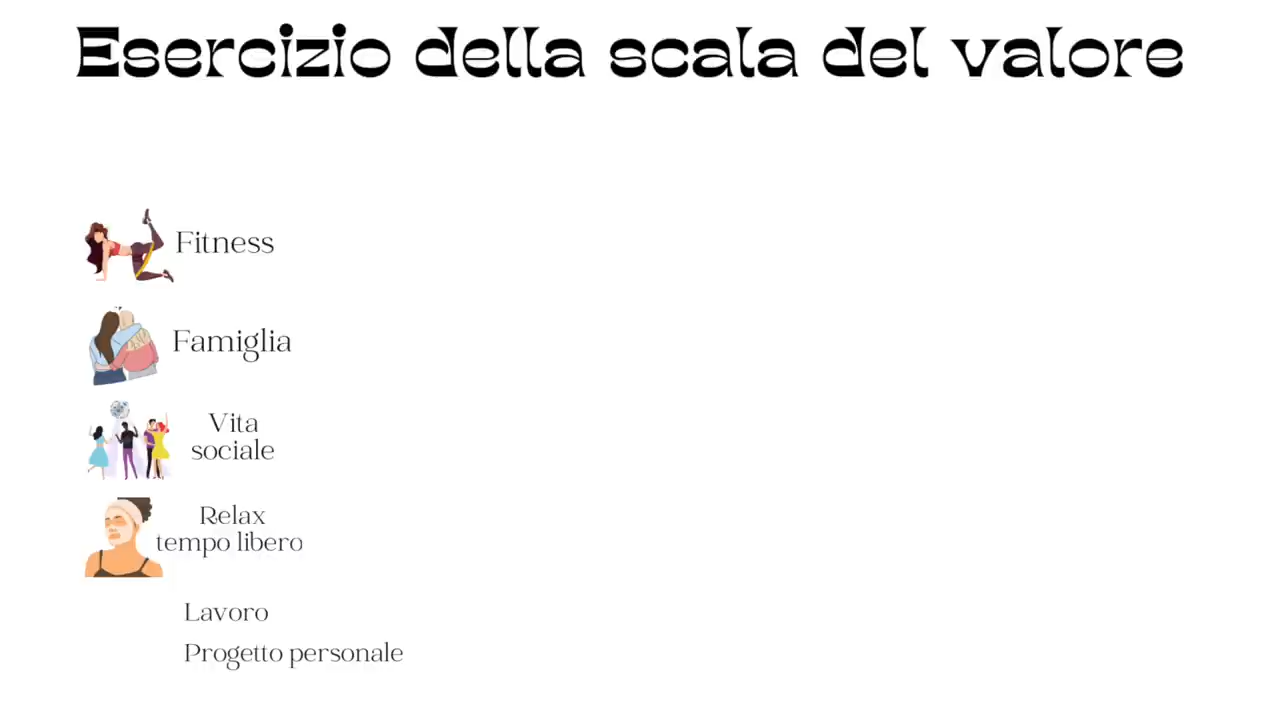 Esercizio della scala del valore
Fitness
Famiglia
Vita
sociale
Relax
tempo libero
Lavoro
Progetto personale